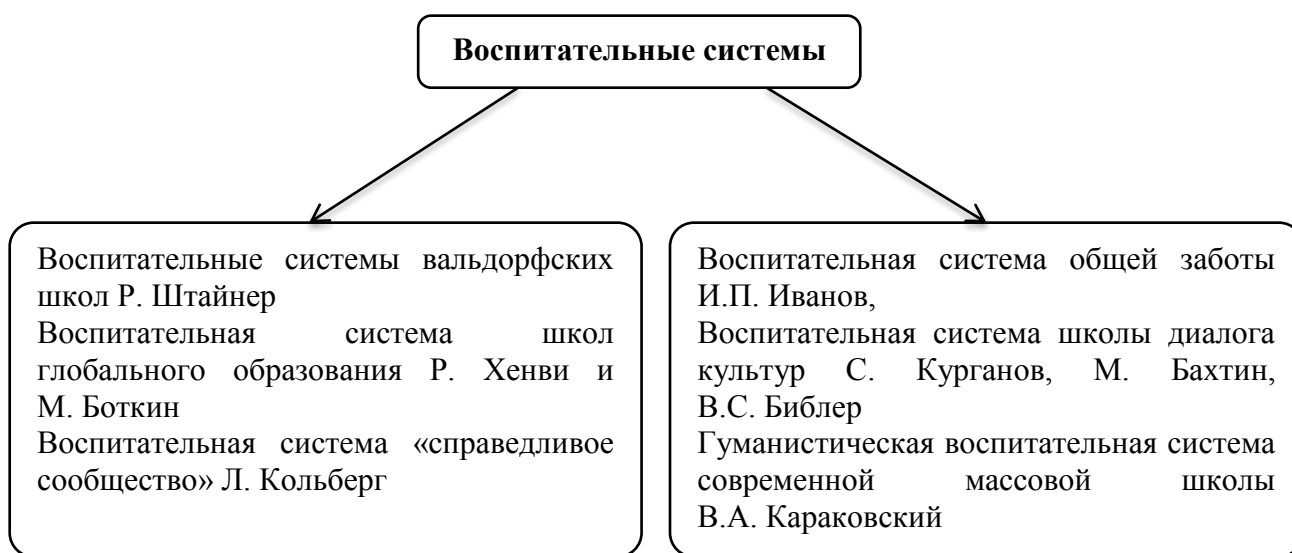 Воспитательные системы
Воспитательные системы вальдорфских
школ Р. Штайнер
Воспитательная система школ
глобального образования Р. Хенви и
М. Боткин
Воспитательная система «справедливое
сообщество» Л. Кольберг
Воспитательная система общей заботы
И.П. Иванов,
Воспитательная система школы диалога
культур С. Курганов, М. Бахтин,
В.С. Библер
Гуманистическая воспитательная система
современной массовой школы
В.А. Караковский